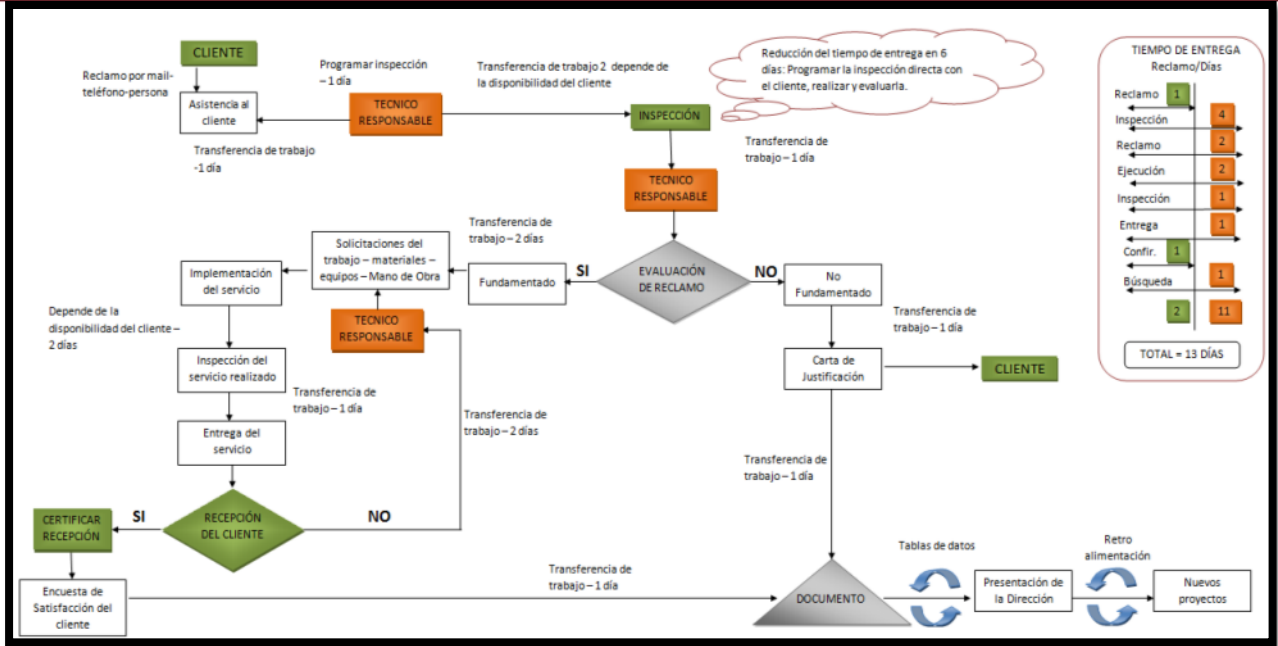 CLIENTE
Reclamo por mail-
teléfono-persona
Asistencia al
cliente
Programar inspección
– 1 día
TECNICO
RESPONSABLE
Transferencia de trabajo
-1 día
Transferencia de trabajo 2 depende de
la disponibilidad del cliente
INSPECCIÓN
Reducción del tiempo de entrega en 6
días: Programar la inspección directa con
el cliente, realizar y evaluarla.
Transferencia de
trabajo – 1 día
TECNICO
RESPONSABLE
EVALUACIÓN
DE RECLAMO
SI
NO
Fundamentado
Transferencia de
trabajo – 2 días
Solicitaciones del
trabajo – materiales –
equipos – Mano de Obra
TECNICO
RESPONSABLE
Implementación
del servicio
Depende de la
disponibilidad del cliente –
2 días
Inspección del
servicio realizado
Transferencia de
trabajo – 1 día
Entrega del
servicio
RECEPCIÓN
DEL CLIENTE
SI
NO
Transferencia de
trabajo – 2 días
CERTIFICAR
RECEPCIÓN
Encuesta de
Satisfacción del
cliente
Transferencia de
trabajo – 1 día
No
Fundamentado
Transferencia de
trabajo – 1 día
Carta de
Justificación
CLIENTE
Transferencia de
trabajo – 1 día
DOCUMENTO
Tablas de datos
Presentación de
la Dirección
Retro
alimentación
Nuevos
proyectos
TIEMPO DE ENTREGA
Reclamo/Días
Reclamo 1
Inspección 4
Reclamo 2
Ejecución 2
Inspección 1
Entrega 1
Confir. 1
Búsqueda 1
2 11
TOTAL = 13 DÍAS